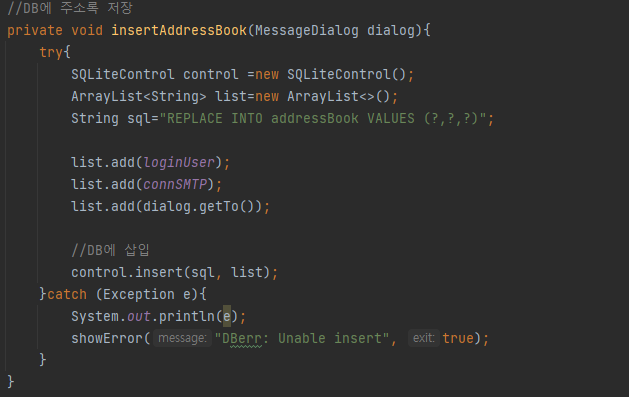 //DB에 주소록 저장
private void insertAddressBook(MessageDialog dialog){
    try{
        SQLiteControl control =new SQLiteControl();
        ArrayList<String> list=new ArrayList<>();
        String sql="REPLACE INTO addressBook VALUES (?,?,?)";

        list.add(loginUser);
        list.add(connSMTP);
        list.add(dialog.getTo());

        //DB에 삽입
        control.insert(sql, list);
    }catch (Exception e){
        System.out.println(e);
        showError( message: "DBerr: Unable insert", exit: true);
    }
}